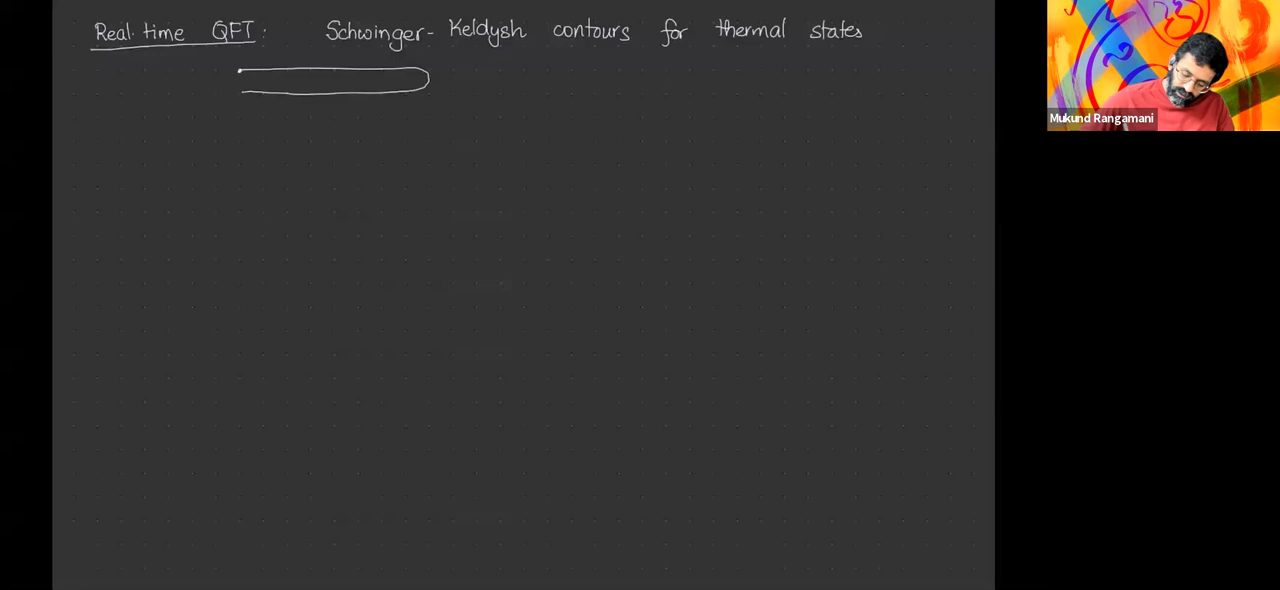 Real-time QFT: Schwinger-Keldysh contours for thermal states
Mukund Rangamani